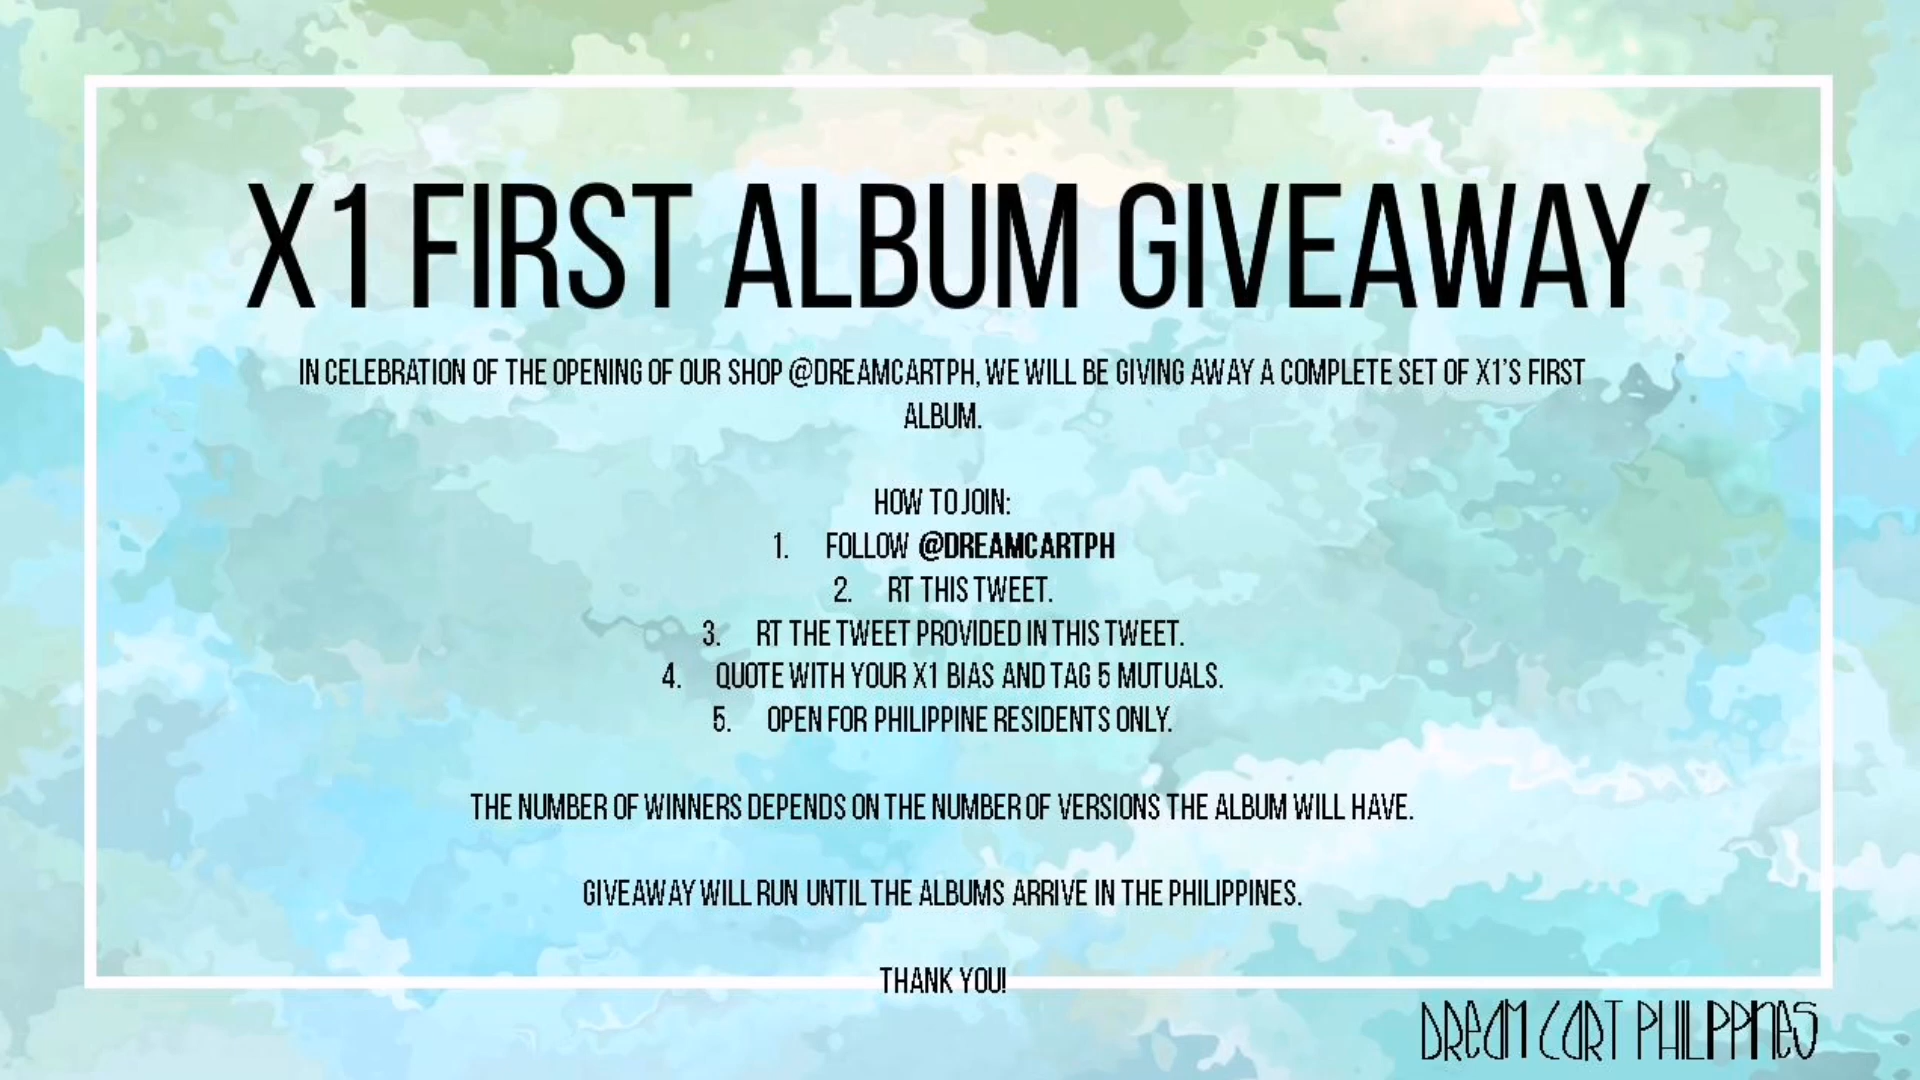 X1 FIRST ALBUM GIVEAWAY
IN CELEBRATION OF THE OPENING OF OUR SHOP @DREAMCARTPH, WE WILL BE GIVING AWAY A COMPLETE SET OF X1'S FIRST
ALBUM.
HOW TO JOIN:
1. FOLLOW @DREAMCARTPH
2. RT THIS TWEET.
3. RT THE TWEET PROVIDED IN THIS TWEET.
4. QUOTE WITH YOUR X1 BIAS AND TAG 5 MUTUALS.
5. OPEN FOR PHILIPPINE RESIDENTS ONLY.
THE NUMBER OF WINNERS DEPENDS ON THE NUMBER OF VERSIONS THE ALBUM WILL HAVE.
GIVEAWAY WILL RUN UNTIL THE ALBUMS ARRIVE IN THE PHILIPPINES.
THANK YOU!
DREAM CART PHILIPPINES